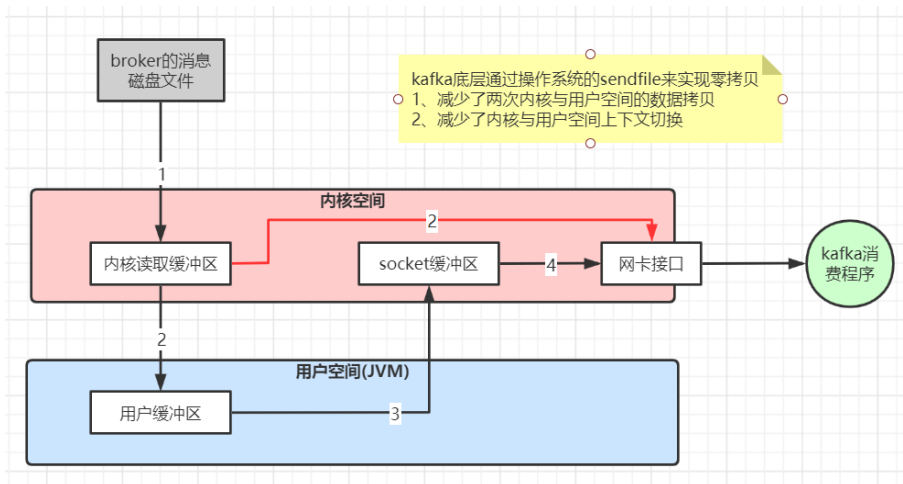 broker的消息
磁盘文件
kafka底层通过操作系统的sendfile来实现零拷贝
1、减少了两次内核与用户空间的数据拷贝
2、减少了内核与用户空间上下文切换
1
内核空间
2
内核读取缓冲区
socket缓冲区
4
网卡接口
kafka消
费程序
2
用户空间(JVM)
用户缓冲区
3